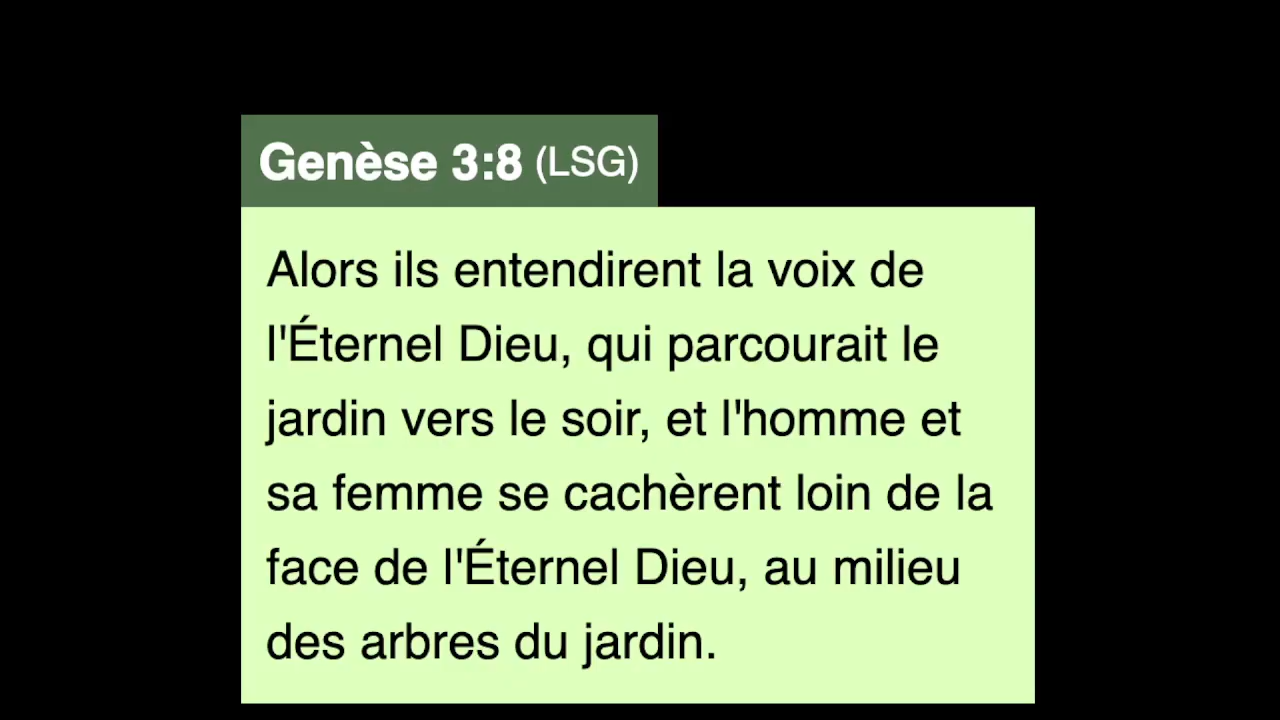 Genèse 3:8 (LSG)
Alors ils entendirent la voix de
l'Éternel Dieu, qui parcourait le
jardin vers le soir, et l'homme et
sa femme se cachèrent loin de la
face de l'Éternel Dieu, au milieu
des arbres du jardin.